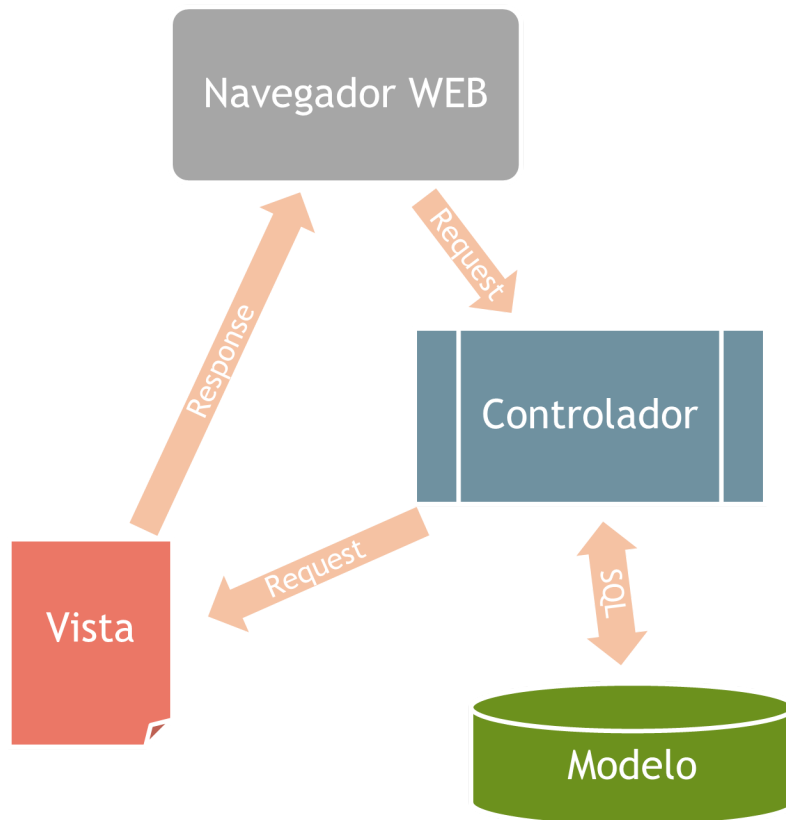 Navegador WEB
Request
Response
Controlador
Request
SQL
Vista
Modelo